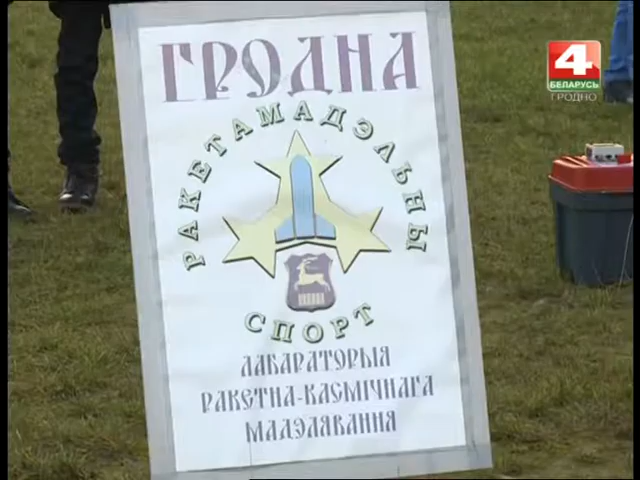 ГРОДНА
РАКЕТАМАДЭЛЬНЫ
СПОРТ
ЛАБАРАТОРЫЯ
РАКЕТНА-КАСМІЧНАГА
МАДЭЛЯВАННЯ
4
БЕЛАРУСЬ
ГРОДНО